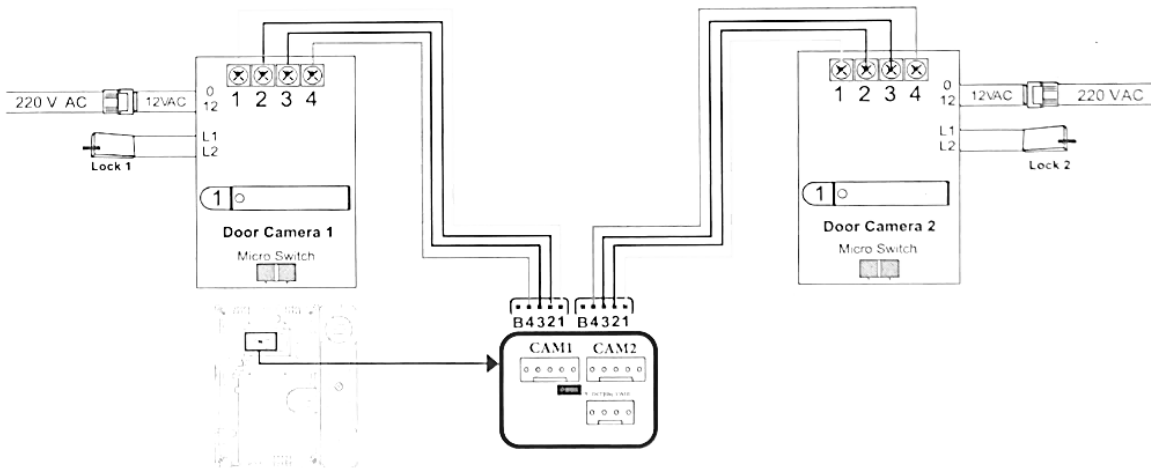 1 2 3 4
1 2 3 4
220 V AC
12VAC
0
12
L1
L2
Lock 1
1
Door Camera 1
Micro Switch
0
12
12VAC
220 VAC
L1
L2
Lock 2
1
Door Camera 2
Micro Switch
B4321
B4321
CAM1
CAM2